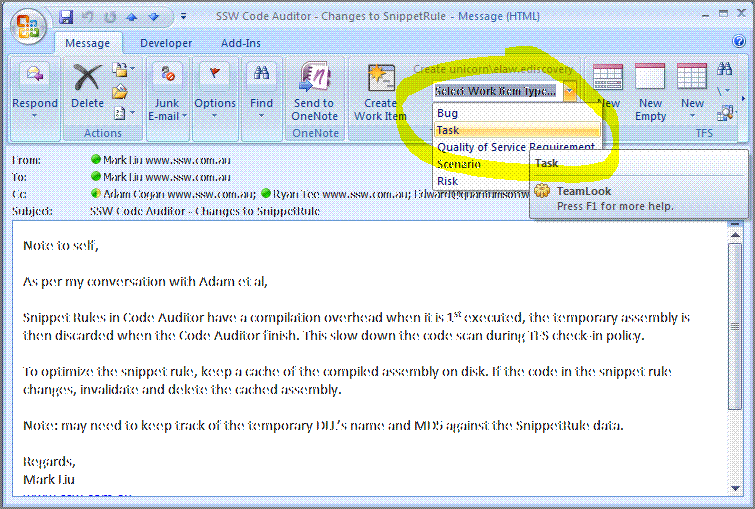 SSW Code Auditor - Changes to SnippetRule - Message (HTML)
Message Developer Add-Ins
Create unicorn\elaw.ediscovery
Select Work Item Type...
Respond Delete Junk E-mail Options Find Send to OneNote Create Work Item New New Empty New
Actions OneNote TFS
Bug
Task
Quality of Service Requirement
Scenario
Risk
Task
TeamLook
Press F1 for more help.
From: Mark Liu www.ssw.com.au
To: Mark Liu www.ssw.com.au
Cc: Adam Cogan www.ssw.com.au; Ryan Tee www.ssw.com.au;
Subject: SSW Code Auditor - Changes to SnippetRule
Note to self,
As per my conversation with Adam et al,
Snippet Rules in Code Auditor have a compilation overhead when it is 1st executed, the temporary assembly is
then discarded when the Code Auditor finish. This slow down the code scan during TFS check-in policy.
To optimize the snippet rule, keep a cache of the compiled assembly on disk. If the code in the snippet rule
changes, invalidate and delete the cached assembly.
Note: may need to keep track of the temporary DLL's name and MD5 against the SnippetRule data.
Regards,
Mark Liu